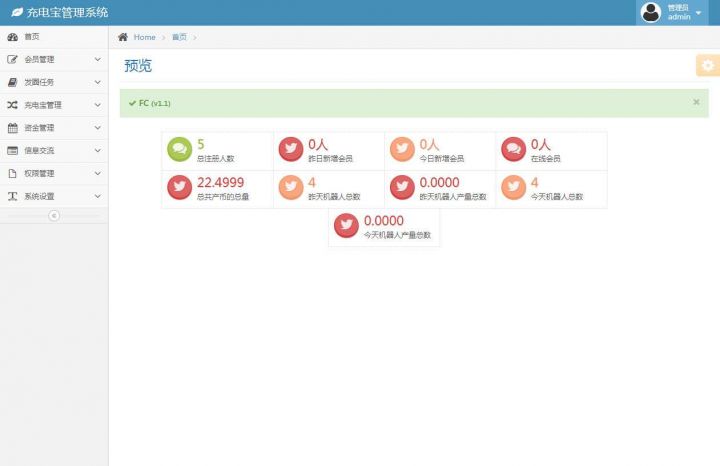 充电宝管理系统
管理员
admin
首页
会员管理
发圈任务
充电宝管理
资金管理
信息交流
权限管理
系统设置
Home > 首页 >
预览
FC (v1.1)
5
总注册人数
0人
昨日新增会员
0人
今日新增会员
0人
在线会员
22.4999
总共产币的总量
4
昨天机器人总数
0.0000
昨天机器人产量总数
4
今天机器人总数
0.0000
今天机器人产量总数